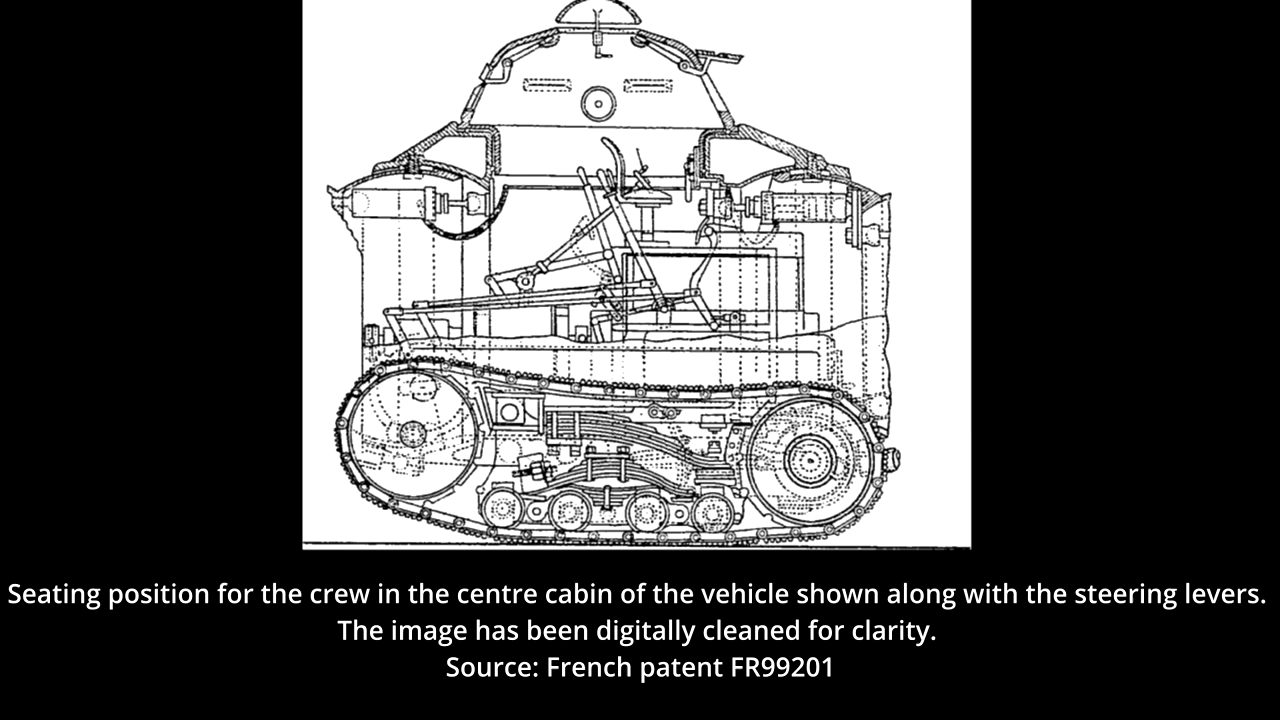 Seating position for the crew in the centre cabin of the vehicle shown along with the steering levers.
The image has been digitally cleaned for clarity.
Source: French patent FR99201